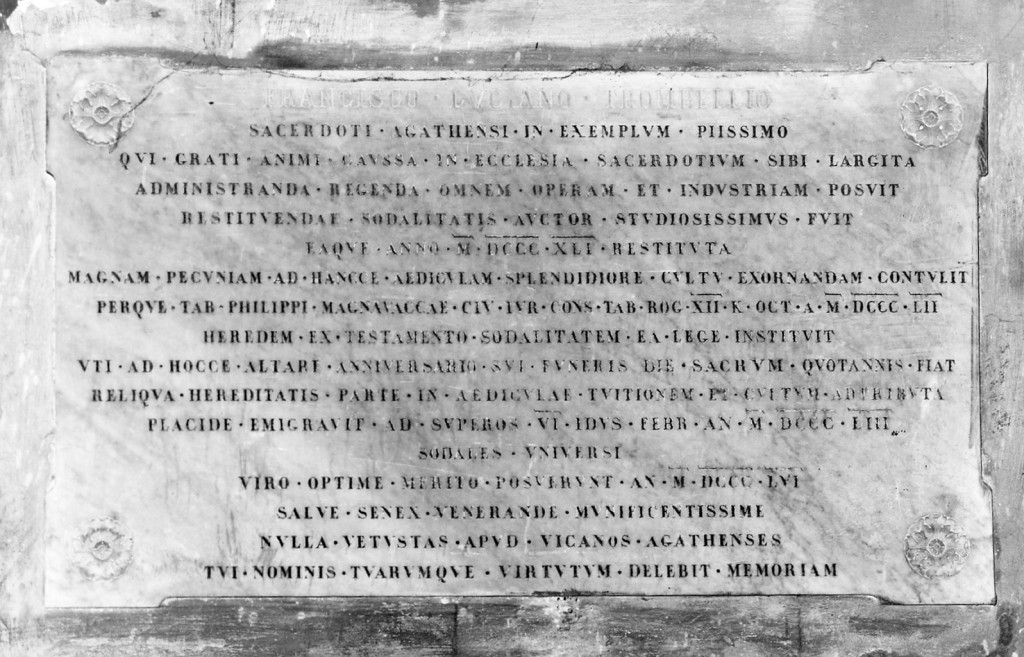 FRANCISCO · LVCIANO · TROMBELLIO
SACERDOTI · AGATHENSI · IN · EXEMPLVM · PIISSIMO
QVI · GRATI · ANIMI · CAVSSA · IN · ECCLESIA · SACERDOTIVM · SIBI · LARGITA
ADMINISTRANDA · REGENDA · OMNEM · OPERAM · ET · INDVSTRIAM · POSVIT
RESTITVENDAE · SODALITATIS · AVCTOR · STVDIOSISSIMVS · FVIT
EAQVE · ANNO · M · DCCC · XLI · RESTITVTA
MAGNAM · PECVNIAM · AD · HANCCE · AEDICVLAM · SPLENDIDIORE · CVLTV · EXORNANDAM · CONTVLIT
PERQVE · TAB · PHILIPPI · MAGNAVACCAE · CIV · IVR · CONS · TAB · ROG · XII · K · OCT · A · M · DCCC · LII
HEREDEM · EX · TESTAMENTO · SODALITATEM · EA · LEGE · INSTITVIT
VTI · AD · HOCCE · ALTARE · ANNIVERSARIO · SVI · FVNERIS · DIE · SACRVM · QVOTANNIS · FIAT
RELIQVA · HEREDITATIS · PARTE · IN · AEDICVLAE · TVITIONEM · ET · CVLTVM · ADTRIBVTA
PLACIDE · EMIGRAVIT · AD · SVPEROS · VI · IDVS · FEBR · AN · M · DCCC · LIII
SODALES · VNIVERSI
VIRO · OPTIME · MERITO · POSVERVNT · AN · M · DCCC · LVI
SALVE · SENEX · VENERANDE · MVNIFICENTISSIME
NVLLA · VETVSTAS · APVD · VICANOS · AGATHENSES
TVI · NOMINIS · TVARVMQVE · VIRTVTVM · DELEBIT · MEMORIAM